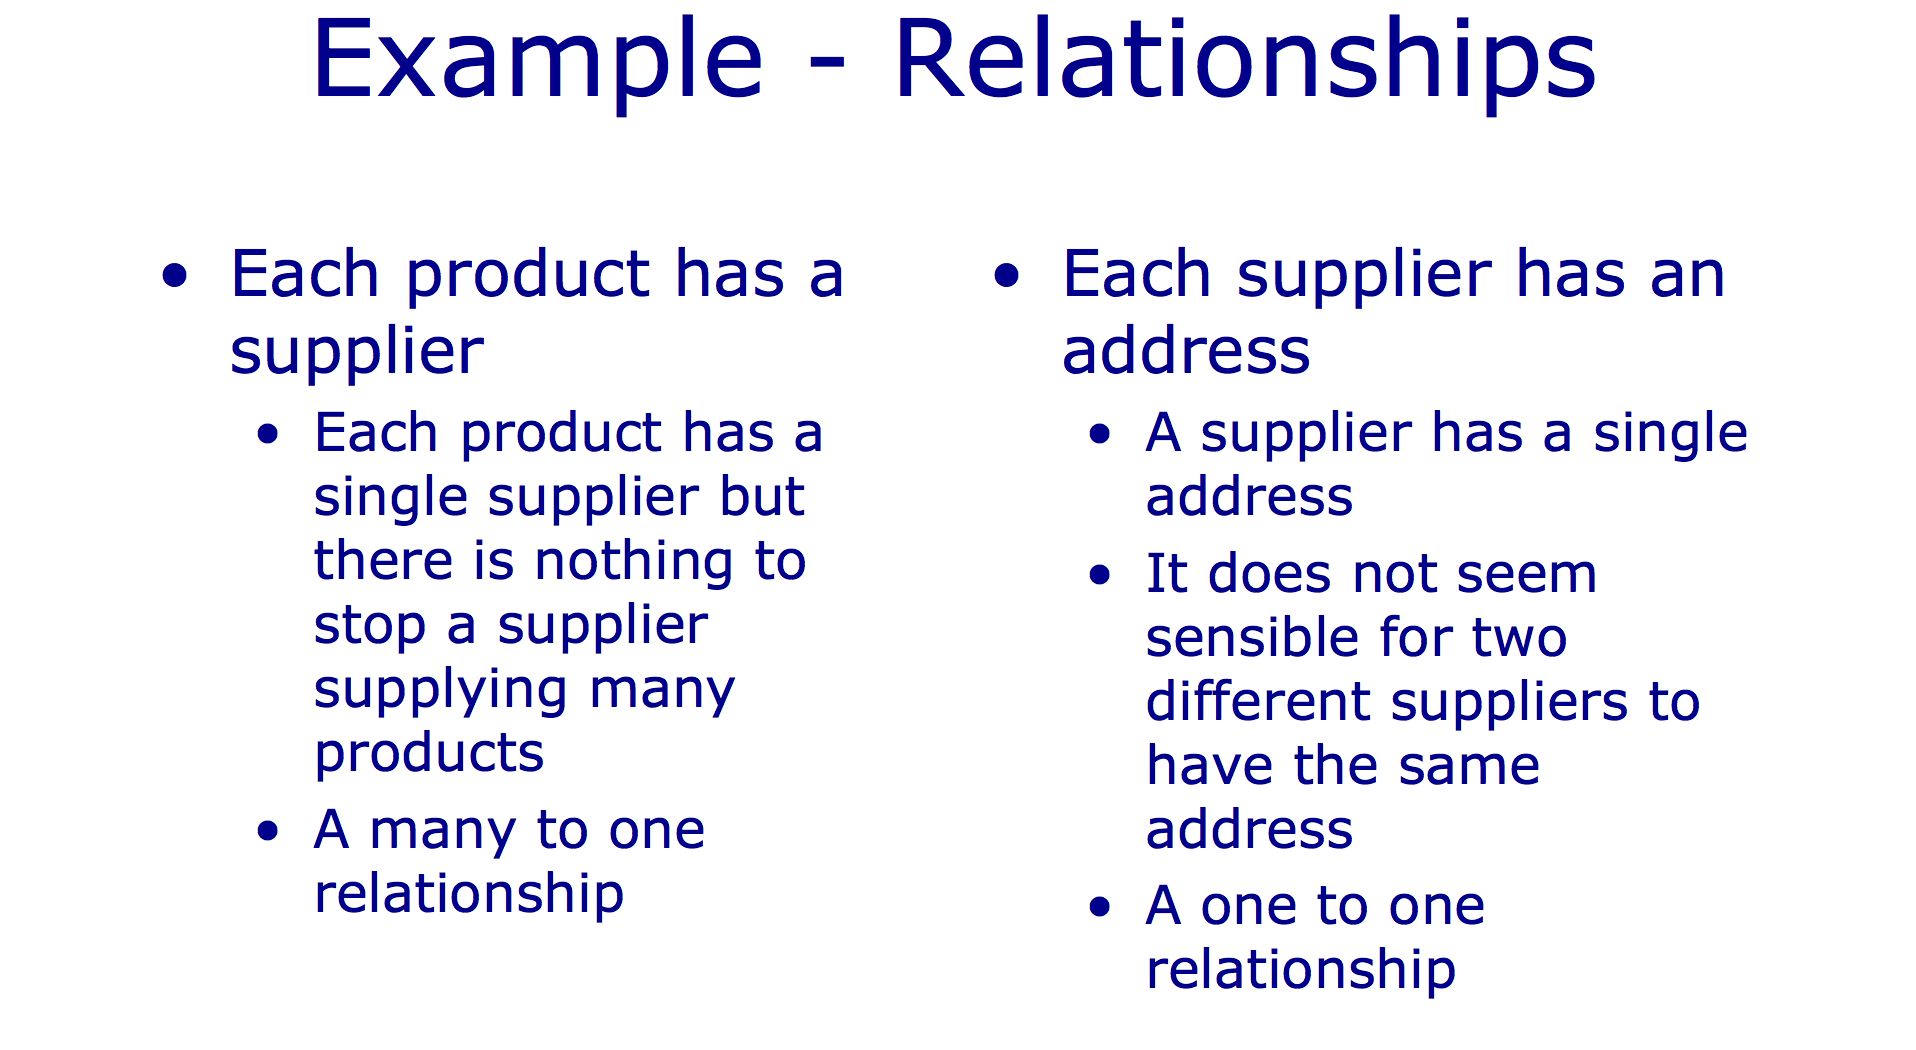 Example - Relationships
• Each product has a
supplier
• Each product has a
single supplier but
there is nothing to
stop a supplier
supplying many
products
• A many to one
relationship
• Each supplier has an
address
• A supplier has a single
address
• It does not seem
sensible for two
different suppliers to
have the same
address
• A one to one
relationship